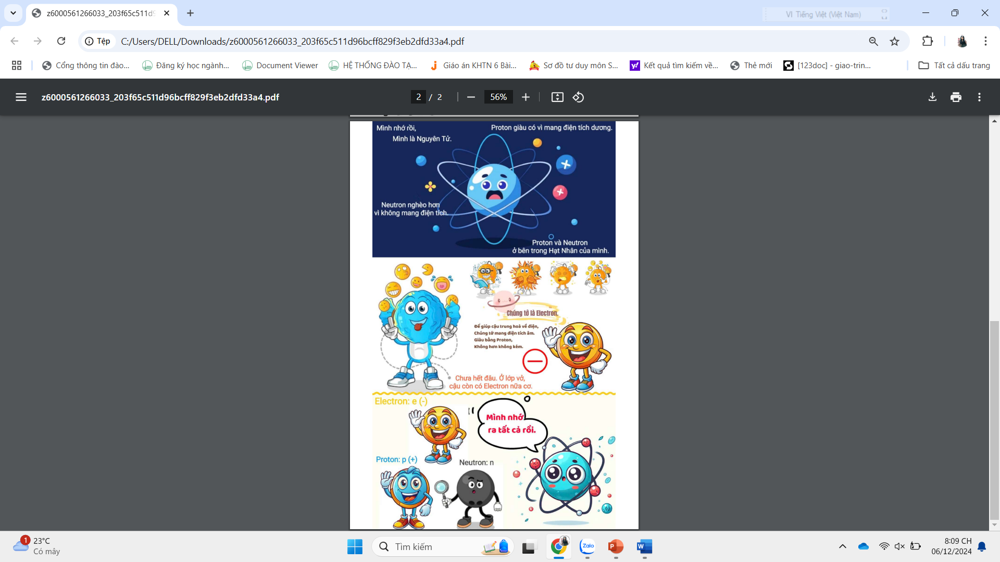 z6000561266033_203f65c511d9
VI Tiếng Việt (Việt Nam)
Tệp
C:/Users/DELL/Downloads/z6000561266033_203f65c511d96bcff829f3eb2dfd33a4.pdf
Cổng thông tin đào...
Đăng ký học ngành...
Document Viewer
HỆ THỐNG ĐÀO TẠ...
Giáo án KHTN 6 Bài...
Sơ đồ tư duy môn S...
Kết quả tìm kiếm về...
Thẻ mới
[123doc] - giao-trin...
Tất cả dấu trang
z6000561266033_203f65c511d96bcff829f3eb2dfd33a4.pdf
2 / 2
56%
Mình nhớ rồi,
Mình là Nguyên Tử.
Proton giàu có vì mang điện tích dương.
Neutron nghèo hơn
vì không mang điện tích.
Proton và Neutron
ở bên trong Hạt Nhân của mình.
Chúng tớ là Electron.
Để giúp cậu trung hoà về điện,
Chúng tớ mang điện tích âm.
Giàu bằng Proton,
Không hơn không kém.
Chưa hết đâu. Ở lớp vở,
cậu còn có Electron nữa cơ.
Electron: e (-)
Mình nhớ
ra tất cả rồi.
Proton: p (+)
Neutron: n
1
23°C
Có mây
Tìm kiếm
Zalo
P
W
8:09 CH
06/12/2024